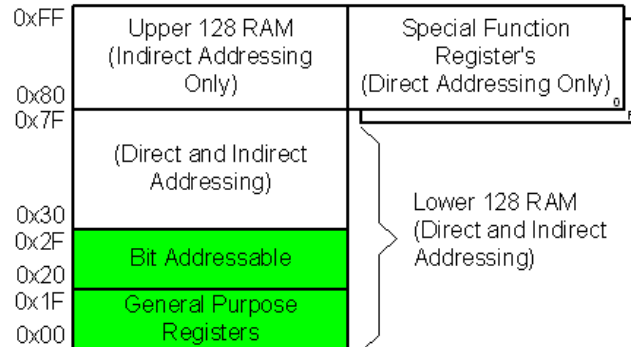 0xFF
Upper 128 RAM
(Indirect Addressing
Only)
Special Function
Register's
(Direct Addressing Only)
0
F
0x80
0x7F
(Direct and Indirect
Addressing)
0x30
Lower 128 RAM
(Direct and Indirect
Addressing)
0x2F
Bit Addressable
0x20
0x1F
General Purpose
Registers
0x00